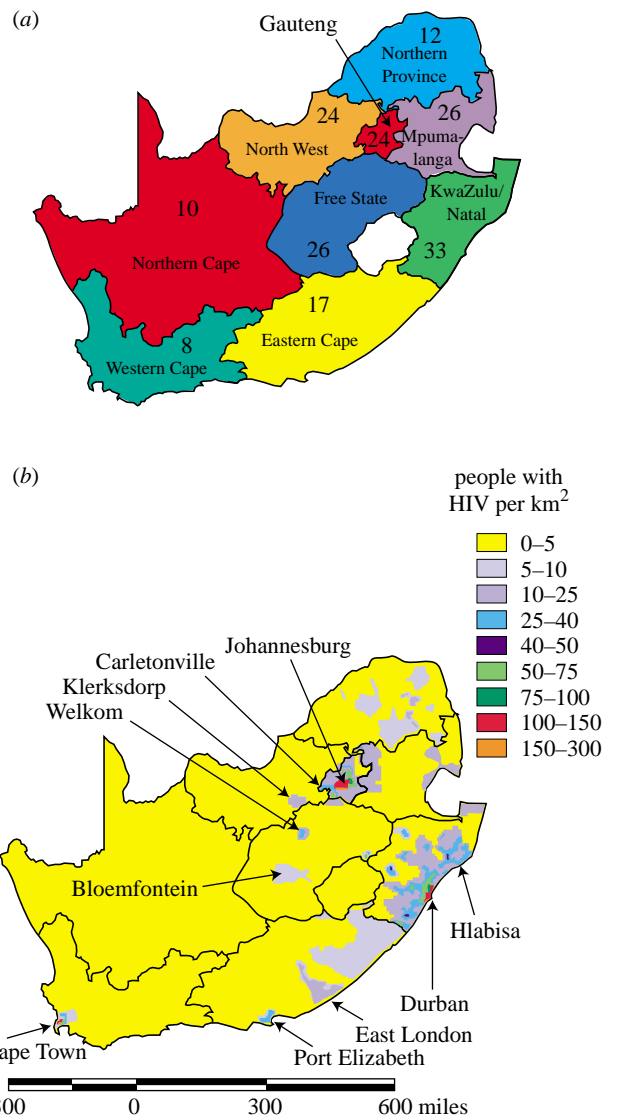 (a)
Gauteng
12
Northern
Province
24
North West
24
26
Mpuma-
langa
10
Northern Cape
Free State
26
KwaZulu/
Natal
33
17
Eastern Cape
8
Western Cape
(b)
people with
HIV per km2
0–5
5–10
10–25
25–40
40–50
50–75
75–100
100–150
150–300
Johannesburg
Carletonville
Klerksdorp
Welkom
Bloemfontein
Hlabisa
Durban
East London
Port Elizabeth
ape Town
300
0
300
600 miles